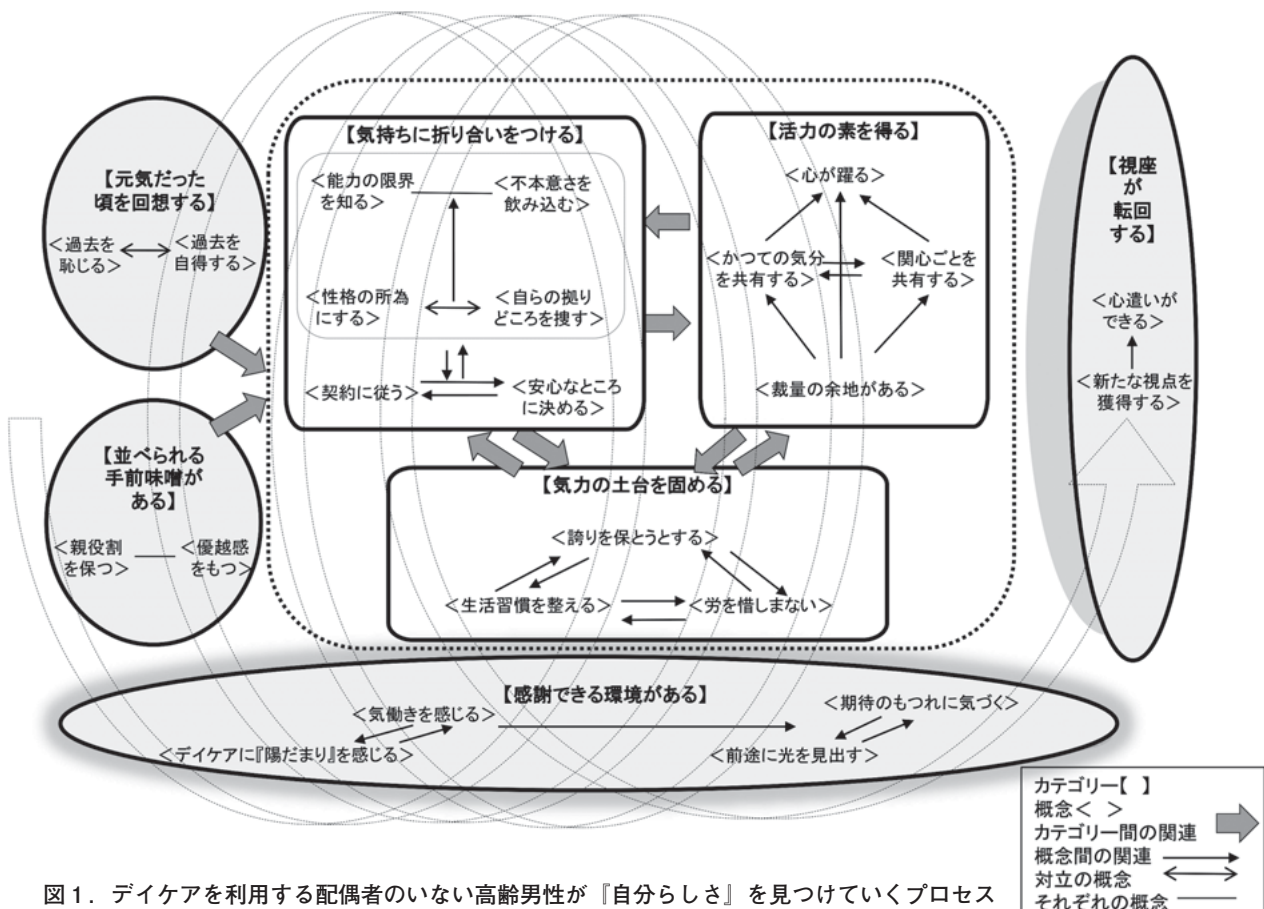 【元気だった
頃を回想する】
＜過去を
恥じる＞
＜過去を
自得する＞
【並べられる
手前味噌が
ある】
＜親役割
を保つ＞
＜優越感
をもつ＞
【気持ちに折り合いをつける】
＜能力の限界
を知る＞
＜不本意さを
飲み込む＞
＜性格の所為
にする＞
＜自らの拠り
どころを捜す＞
＜契約に従う＞
＜安心なところ
に決める＞
【活力の素を得る】
＜心が躍る＞
＜かつての気分
を共有する＞
＜関心ごとを
共有する＞
＜裁量の余地がある＞
【気力の土台を固める】
＜誇りを保とうとする＞
＜生活習慣を整える＞
＜労を惜しまない＞
【視座
が
転回
する】
＜心遣いが
できる＞
＜新たな視点を
獲得する＞
【感謝できる環境がある】
＜気働きを感じる＞
＜期待のもつれに気づく＞
＜デイケアに『陽だまり』を感じる＞
＜前途に光を見出す＞
カテゴリー【 】
概念＜ ＞
カテゴリー間の関連
概念間の関連
対立の概念
それぞれの概念
図１．デイケアを利用する配偶者のいない高齢男性が『自分らしさ』を見つけていくプロセス